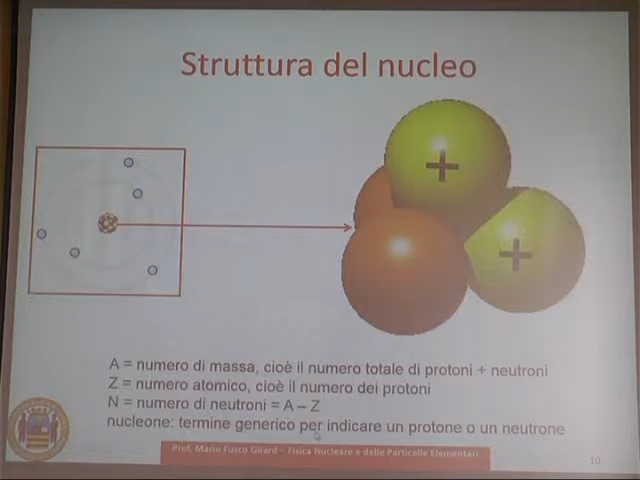 Struttura del nucleo
+
+
A = numero di massa, cioè il numero totale di protoni + neutroni
Z = numero atomico, cioè il numero dei protoni
N = numero di neutroni = A – Z
nucleone: termine generico per indicare un protone o un neutrone
Prof. Mario Fusco Girard – Fisica Nucleare e delle Particelle Elementari
10